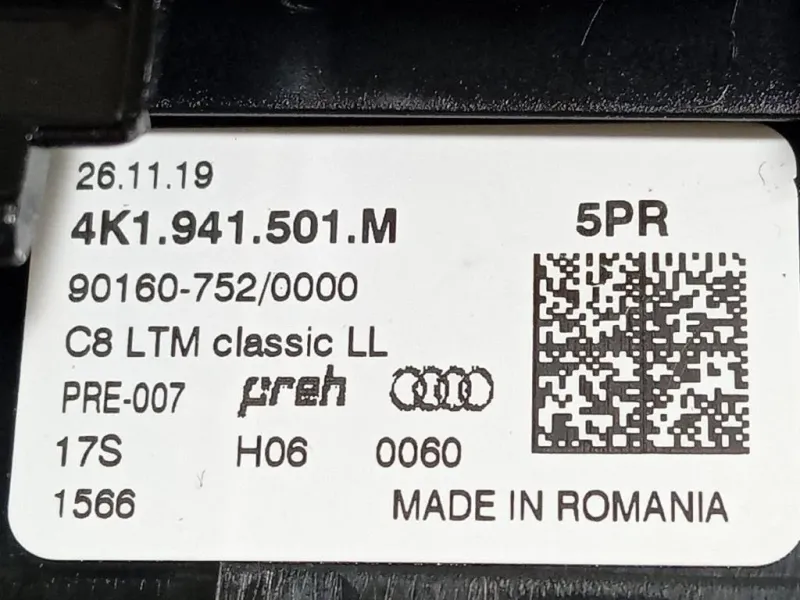 26.11.19
4K1.941.501.M 5PR
90160-752/0000
C8 LTM classic LL
PRE-007 preh
17S H06 0060
1566 MADE IN ROMANIA